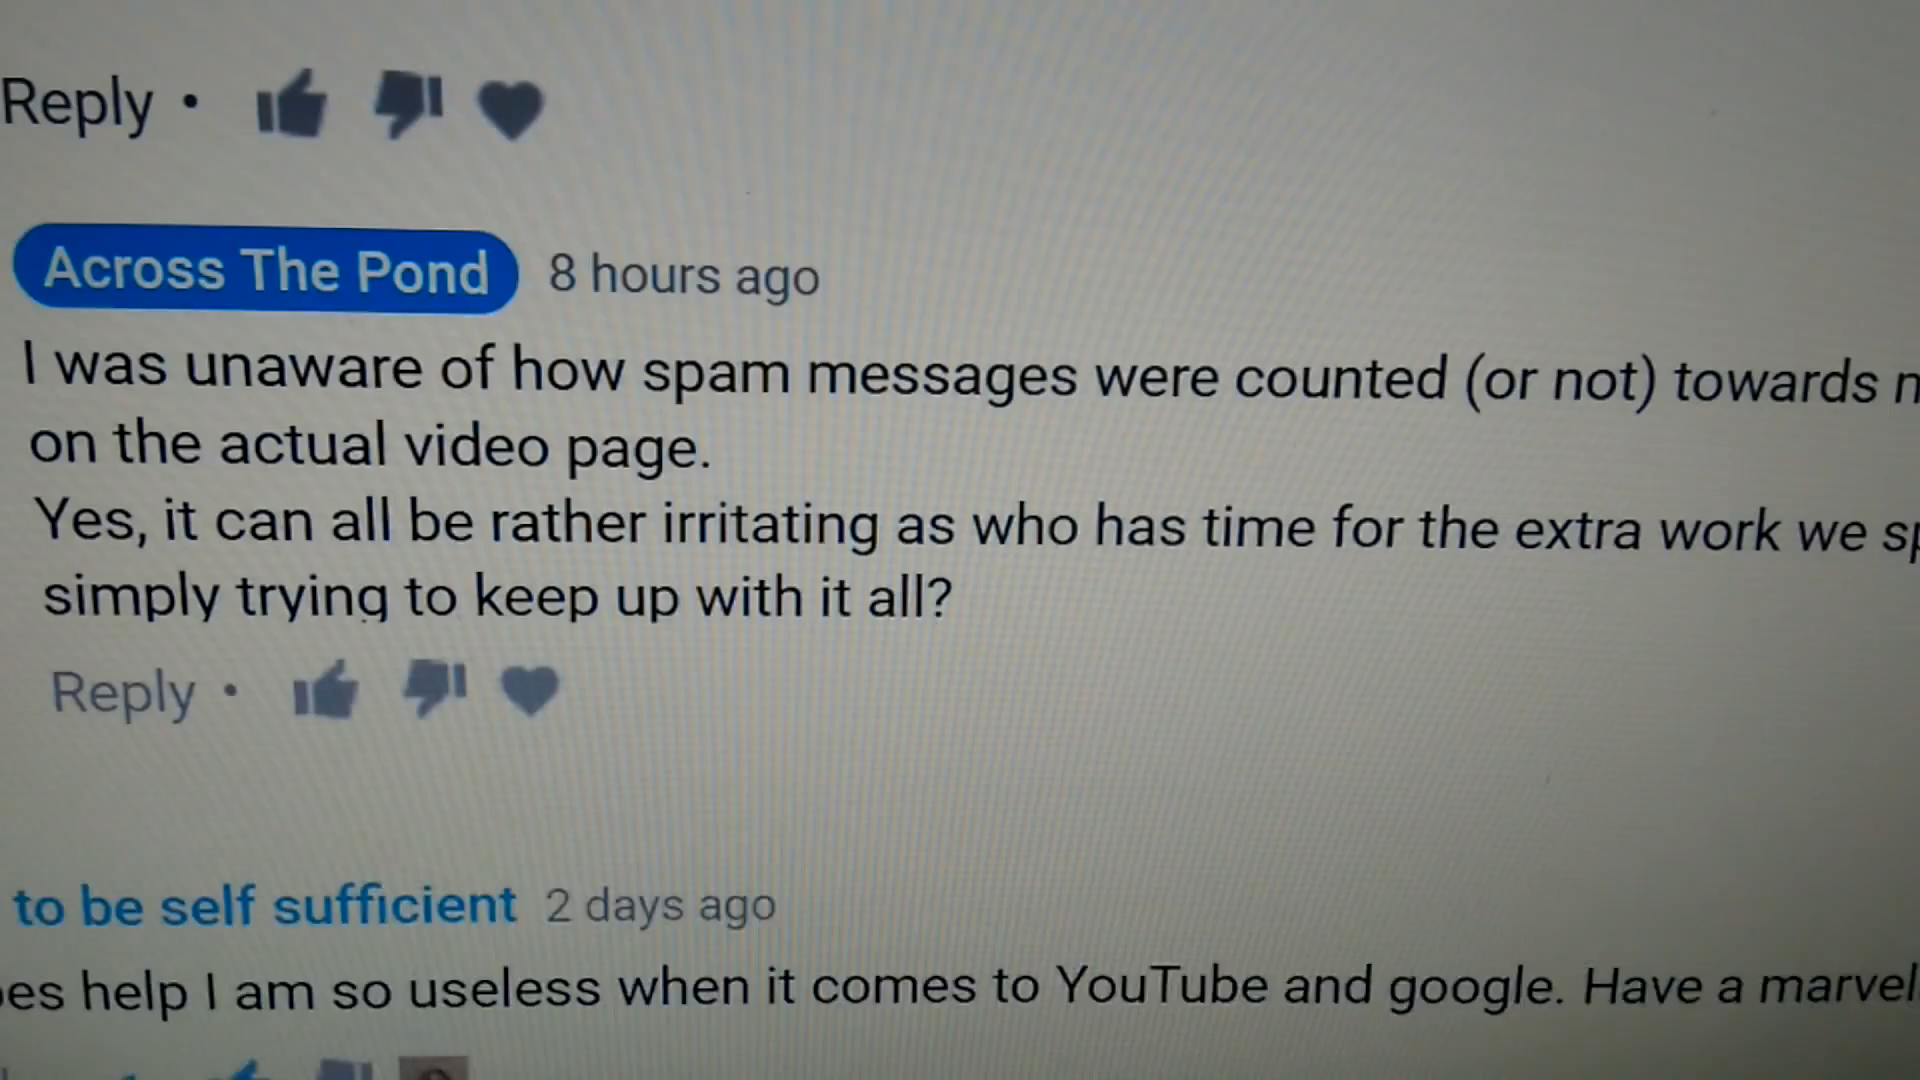 Reply •
Across The Pond 8 hours ago
I was unaware of how spam messages were counted (or not) towards
on the actual video page.
Yes, it can all be rather irritating as who has time for the extra work we
simply trying to keep up with it all?
Reply •
to be self sufficient 2 days ago
help I am so useless when it comes to YouTube and google. Have a